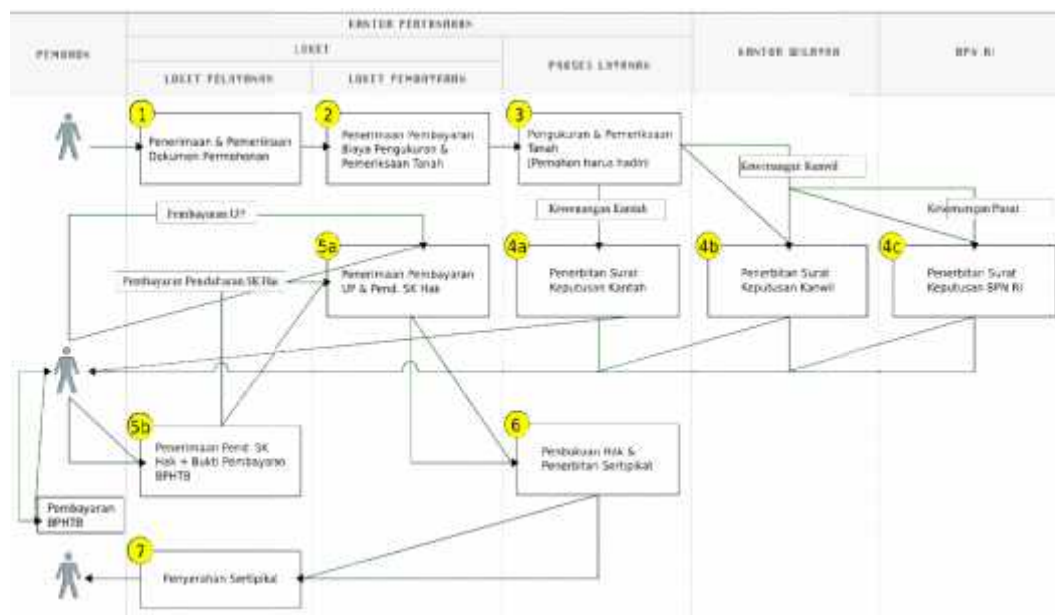 KANTOR PERTANAHAN
PEMOHON
LOKET
PROSES LAYANAN
KANTOR WILAYAH
BPN RI
LOKET PELAYANAN
LOKET PEMBAYARAN
1
Penerimaan & Pemeriksaan
Dokumen Permohonan
2
Penerimaan Pembayaran
Biaya Pengukuran &
Pemeriksaan Tanah
3
Pengukuran & Pemeriksaan
Tanah
(Pemohon harus hadir)
Kewenangan Kanwil
Pembayaran UP
Kewenangan Kantah
Kewenangan Pusat
5a
Penerimaan Pembayaran
UP & Pend. SK Hak
4a
Penerbitan Surat
Keputusan Kantah
4b
Penerbitan Surat
Keputusan Kanwil
4c
Penerbitan Surat
Keputusan BPN RI
Pembayaran Pendaftaran SK Hak
5b
Penerimaan Pend. SK
Hak + Bukti Pembayaran
BPHTB
6
Pembukuan Hak &
Penerbitan Sertipikat
Pembayaran
BPHTB
7
Penyerahan Sertipikat